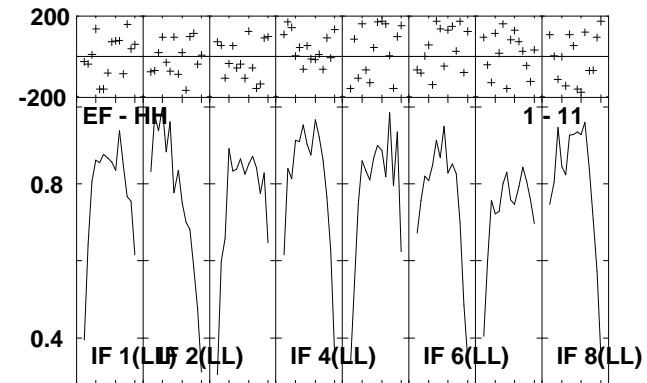 200
-200
EF - HH 1 - 11
0.8
0.4
IF 1(LL) IF 2(LL) IF 4(LL) IF 6(LL) IF 8(LL)